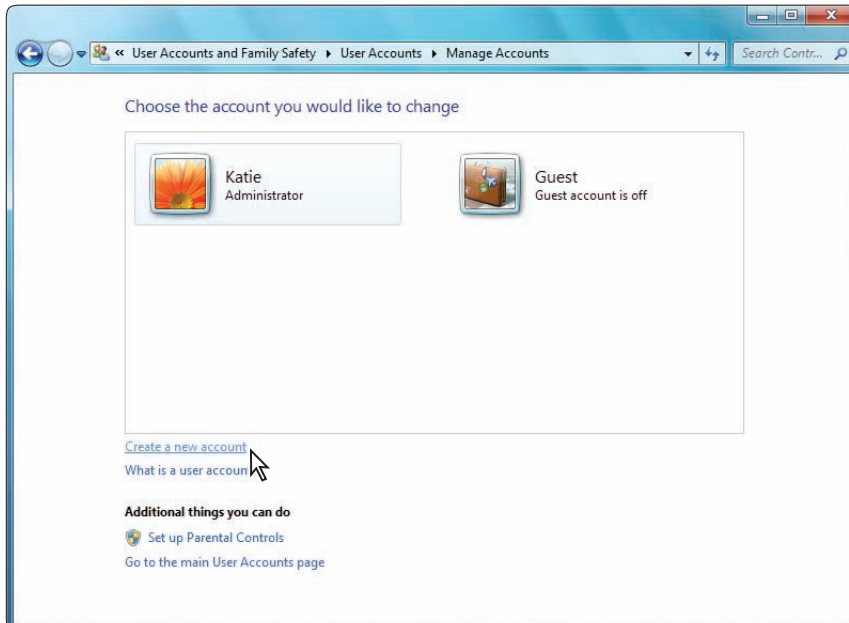 « User Accounts and Family Safety User Accounts Manage Accounts Search Contr...
Choose the account you would like to change
Katie
Administrator
Guest
Guest account is off
Create a new account
What is a user accoun
Additional things you can do
Set up Parental Controls
Go to the main User Accounts page